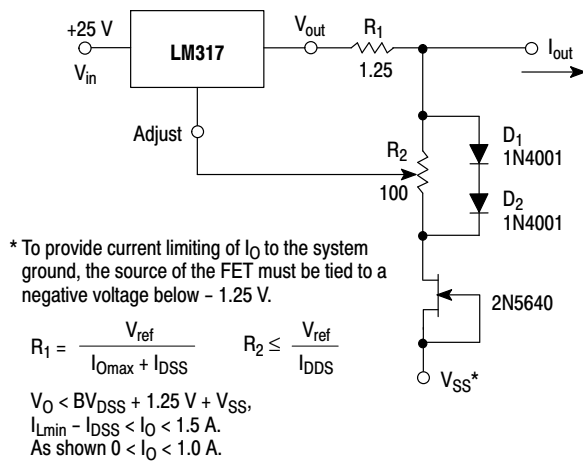 +25 V
V_in
LM317
V_out
R_1
1.25
I_out
Adjust
R_2
100
D_1
1N4001
D_2
1N4001
2N5640
V_SS*
* To provide current limiting of I_O to the system
ground, the source of the FET must be tied to a
negative voltage below – 1.25 V.
R_1 = V_ref / (I_Omax + I_DSS)
R_2 ≤ V_ref / I_DDS
V_O < BV_DSS + 1.25 V + V_SS,
I_Lmin – I_DSS < I_O < 1.5 A.
As shown 0 < I_O < 1.0 A.